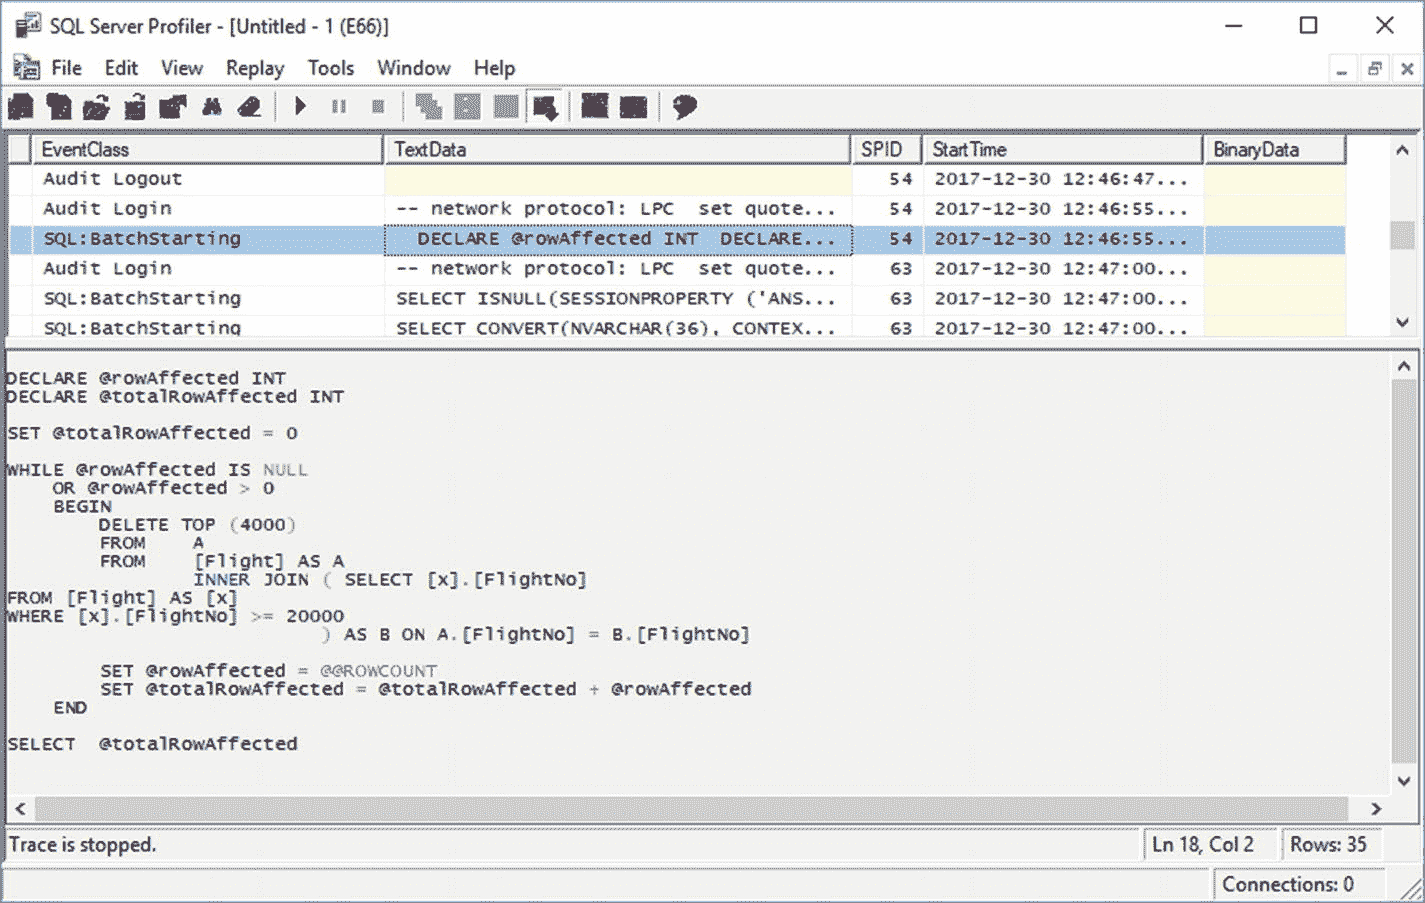 SQL Server Profiler - [Untitled - 1 (E66)]
File Edit View Replay Tools Window Help
EventClass TextData SPID StartTime BinaryData
Audit Logout 54 2017-12-30 12:46:47...
Audit Login -- network protocol: LPC set quote... 54 2017-12-30 12:46:55...
SQL:BatchStarting DECLARE @rowAffected INT DECLARE... 54 2017-12-30 12:46:55...
Audit Login -- network protocol: LPC set quote... 63 2017-12-30 12:47:00...
SQL:BatchStarting SELECT ISNULL(SESSIONPROPERTY ('ANS... 63 2017-12-30 12:47:00...
SQL:BatchStarting SELECT CONVERT(NVARCHAR(36), CONTEX... 63 2017-12-30 12:47:00...
DECLARE @rowAffected INT
DECLARE @totalRowAffected INT
SET @totalRowAffected = 0
WHILE @rowAffected IS NULL
OR @rowAffected > 0
BEGIN
DELETE TOP (4000)
FROM A
FROM [Flight] AS A
INNER JOIN ( SELECT [x].[FlightNo]
FROM [Flight] AS [x]
WHERE [x].[FlightNo] >= 20000
) AS B ON A.[FlightNo] = B.[FlightNo]
SET @rowAffected = @@ROWCOUNT
SET @totalRowAffected = @totalRowAffected + @rowAffected
END
SELECT @totalRowAffected
Trace is stopped. Ln 18, Col 2 Rows: 35
Connections: 0